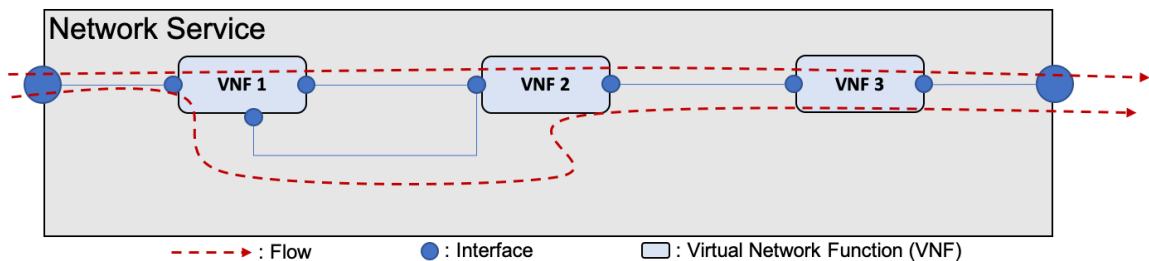 Network Service
VNF 1
VNF 2
VNF 3
: Flow
: Interface
: Virtual Network Function (VNF)